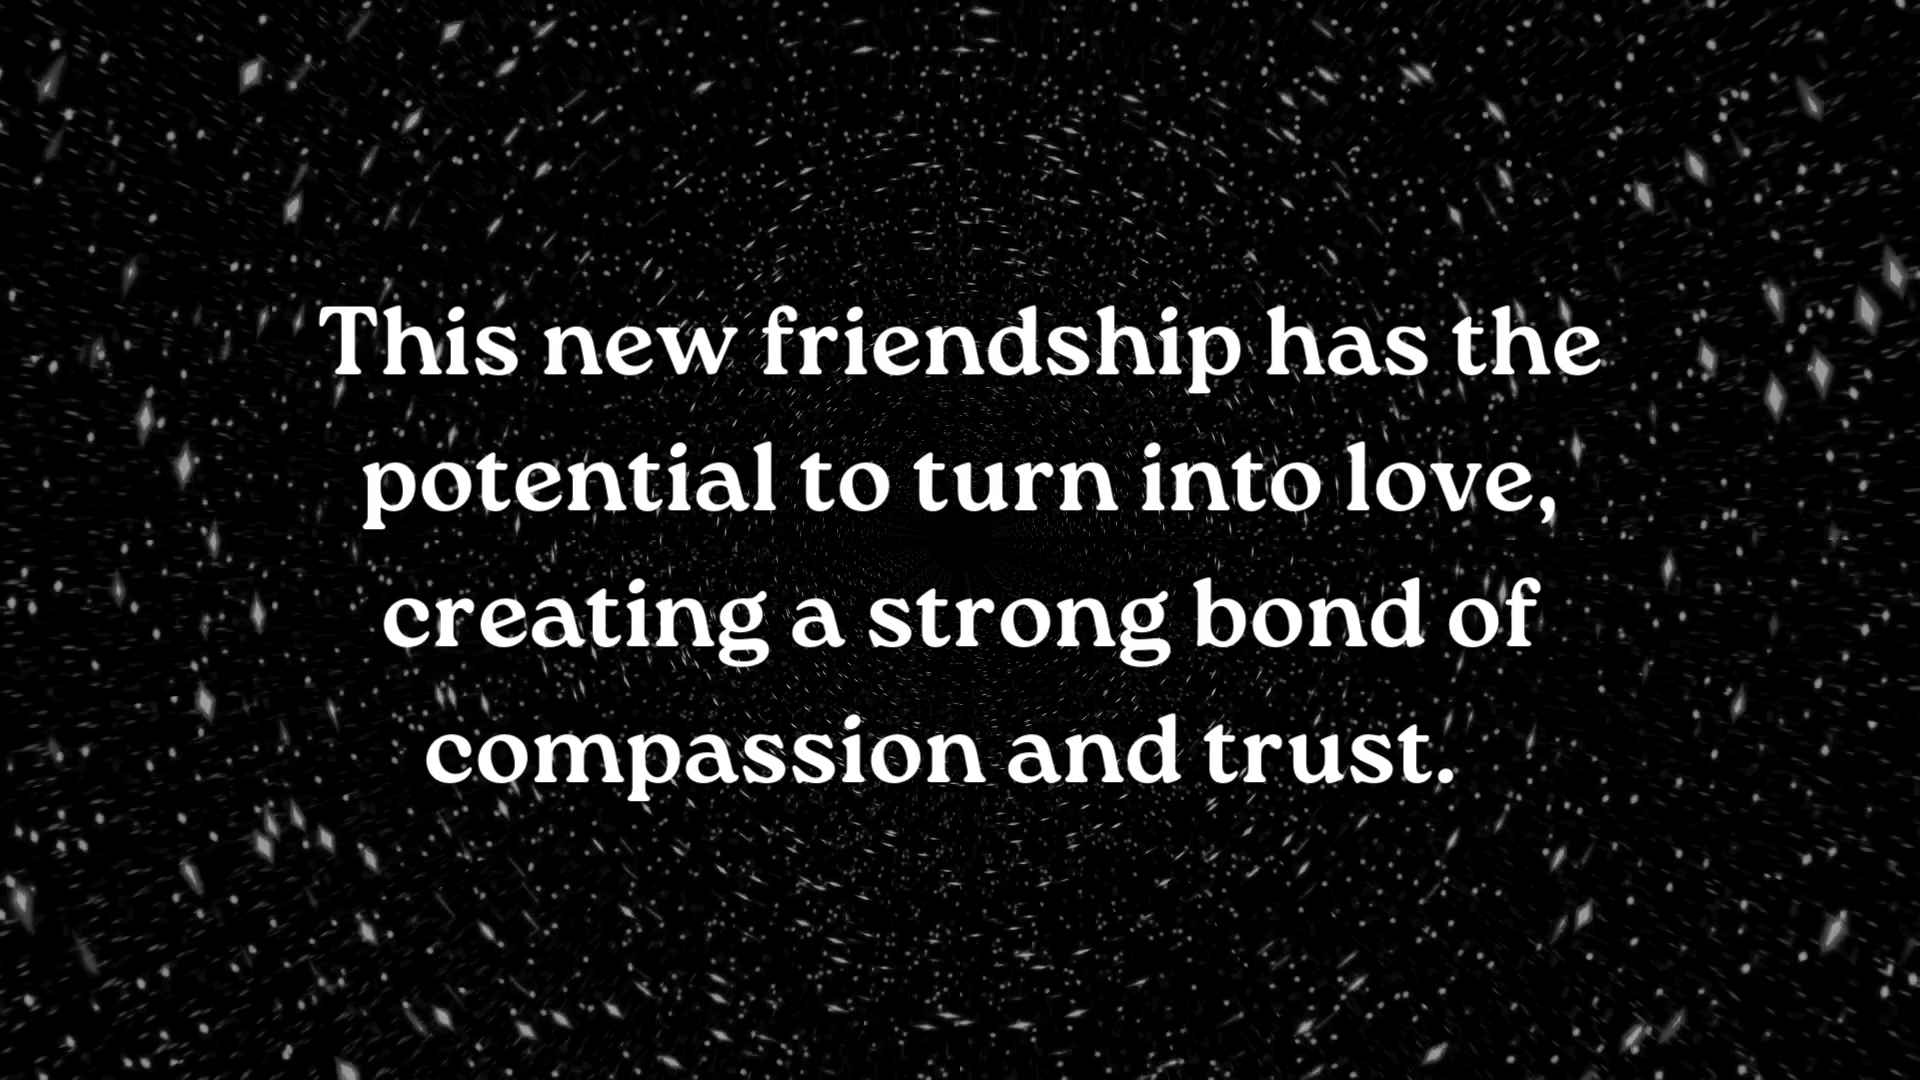 This new friendship has the
potential to turn into love,
creating a strong bond of
compassion and trust.